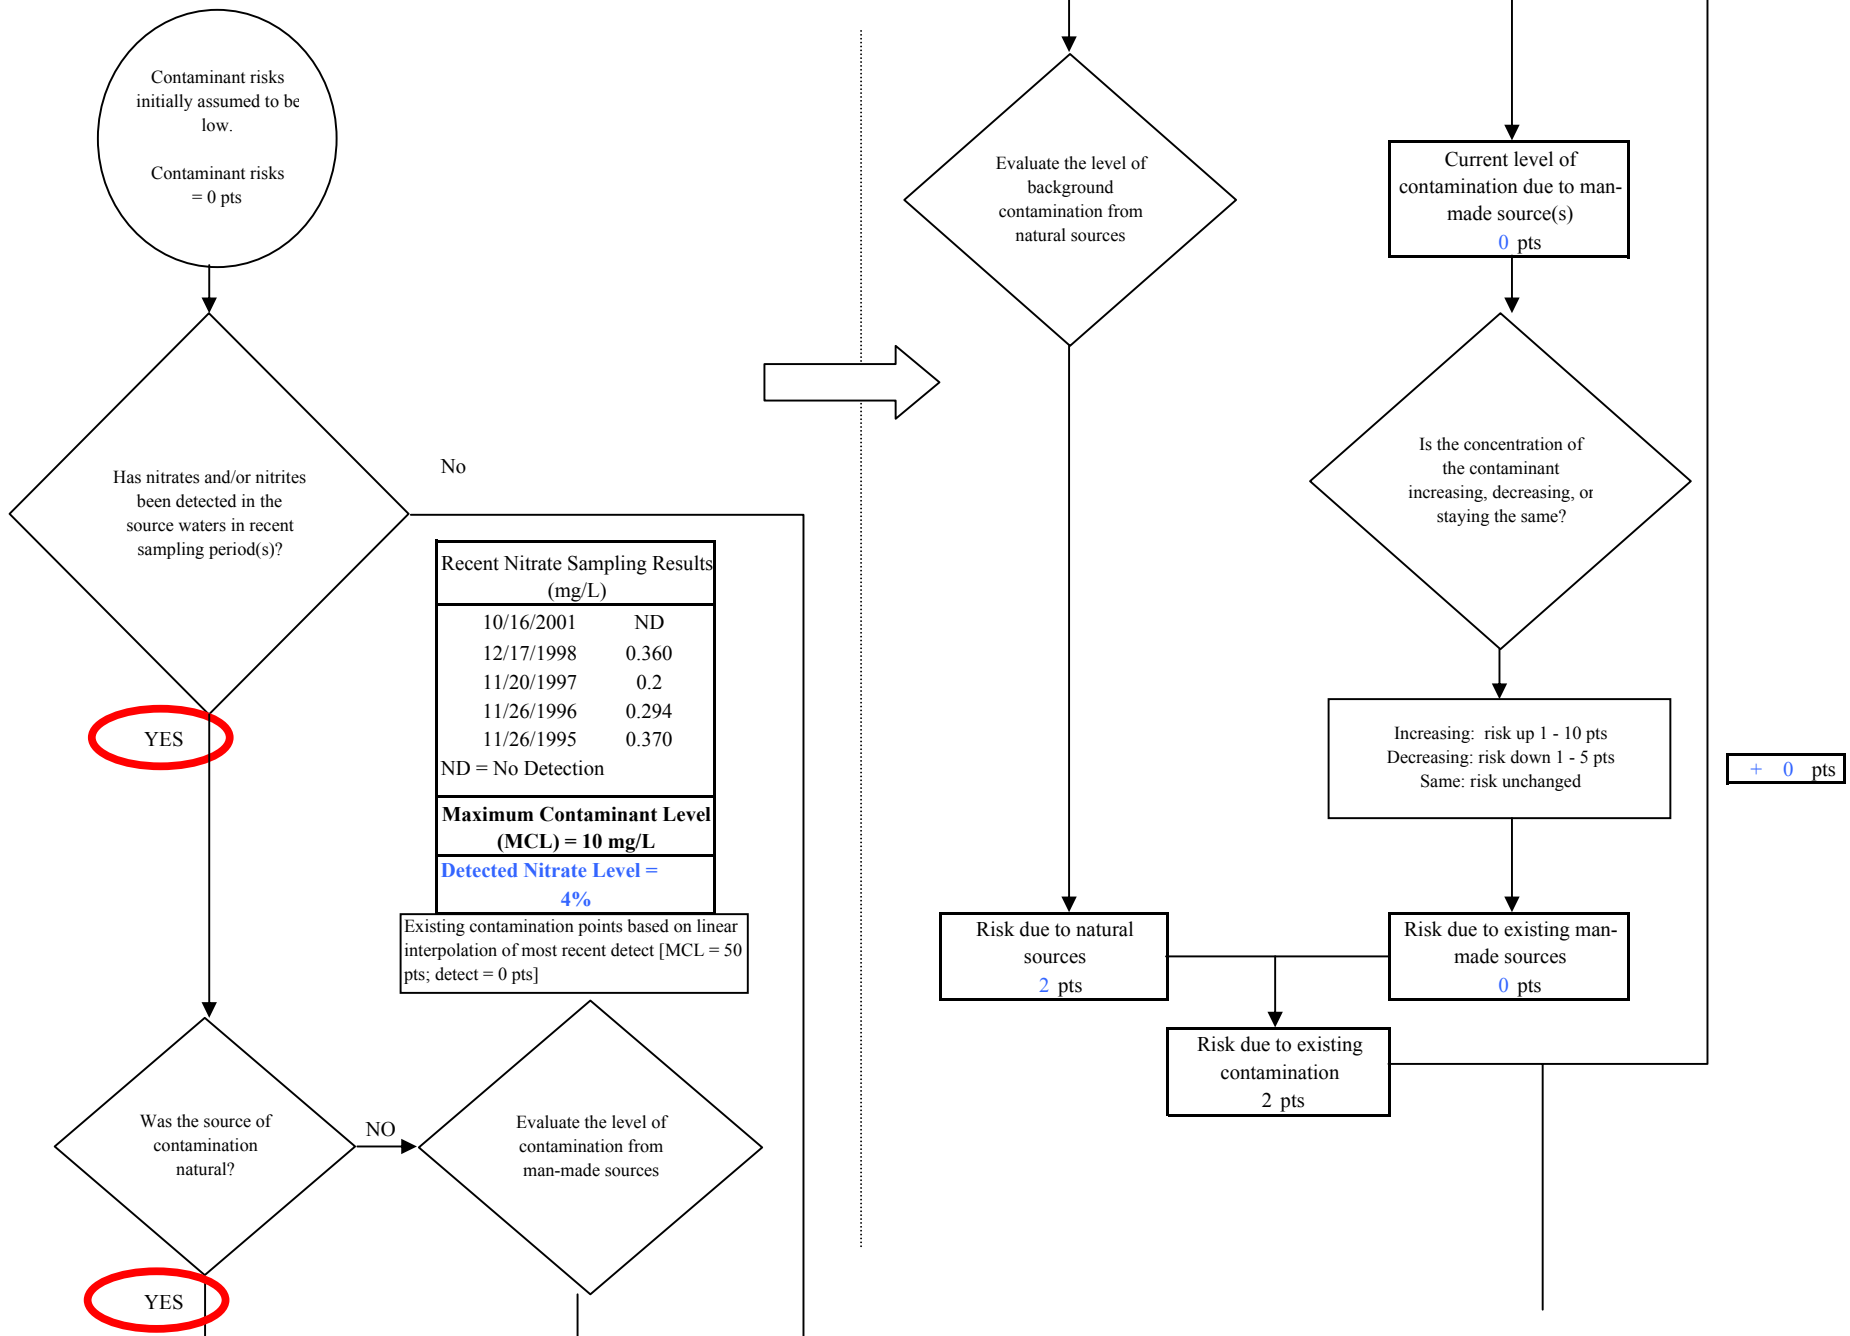 Contaminant risks
initially assumed to be
low.
Contaminant risks
= 0 pts
Has nitrates and/or nitrites
been detected in the
source waters in recent
sampling period(s)?
No
YES
Recent Nitrate Sampling Results
(mg/L)
10/16/2001 ND
12/17/1998 0.360
11/20/1997 0.2
11/26/1996 0.294
11/26/1995 0.370
ND = No Detection
Maximum Contaminant Level
(MCL) = 10 mg/L
Detected Nitrate Level =
4%
Existing contamination points based on linear
interpolation of most recent detect [MCL = 50
pts; detect = 0 pts]
Was the source of
contamination
natural?
NO
Evaluate the level of
contamination from
man-made sources
YES
Evaluate the level of
background
contamination from
natural sources
Current level of
contamination due to man-
made source(s)
0 pts
Is the concentration of
the contaminant
increasing, decreasing, or
staying the same?
Increasing: risk up 1 - 10 pts
Decreasing: risk down 1 - 5 pts
Same: risk unchanged
+ 0 pts
Risk due to natural
sources
2 pts
Risk due to existing man-
made sources
0 pts
Risk due to existing
contamination
2 pts